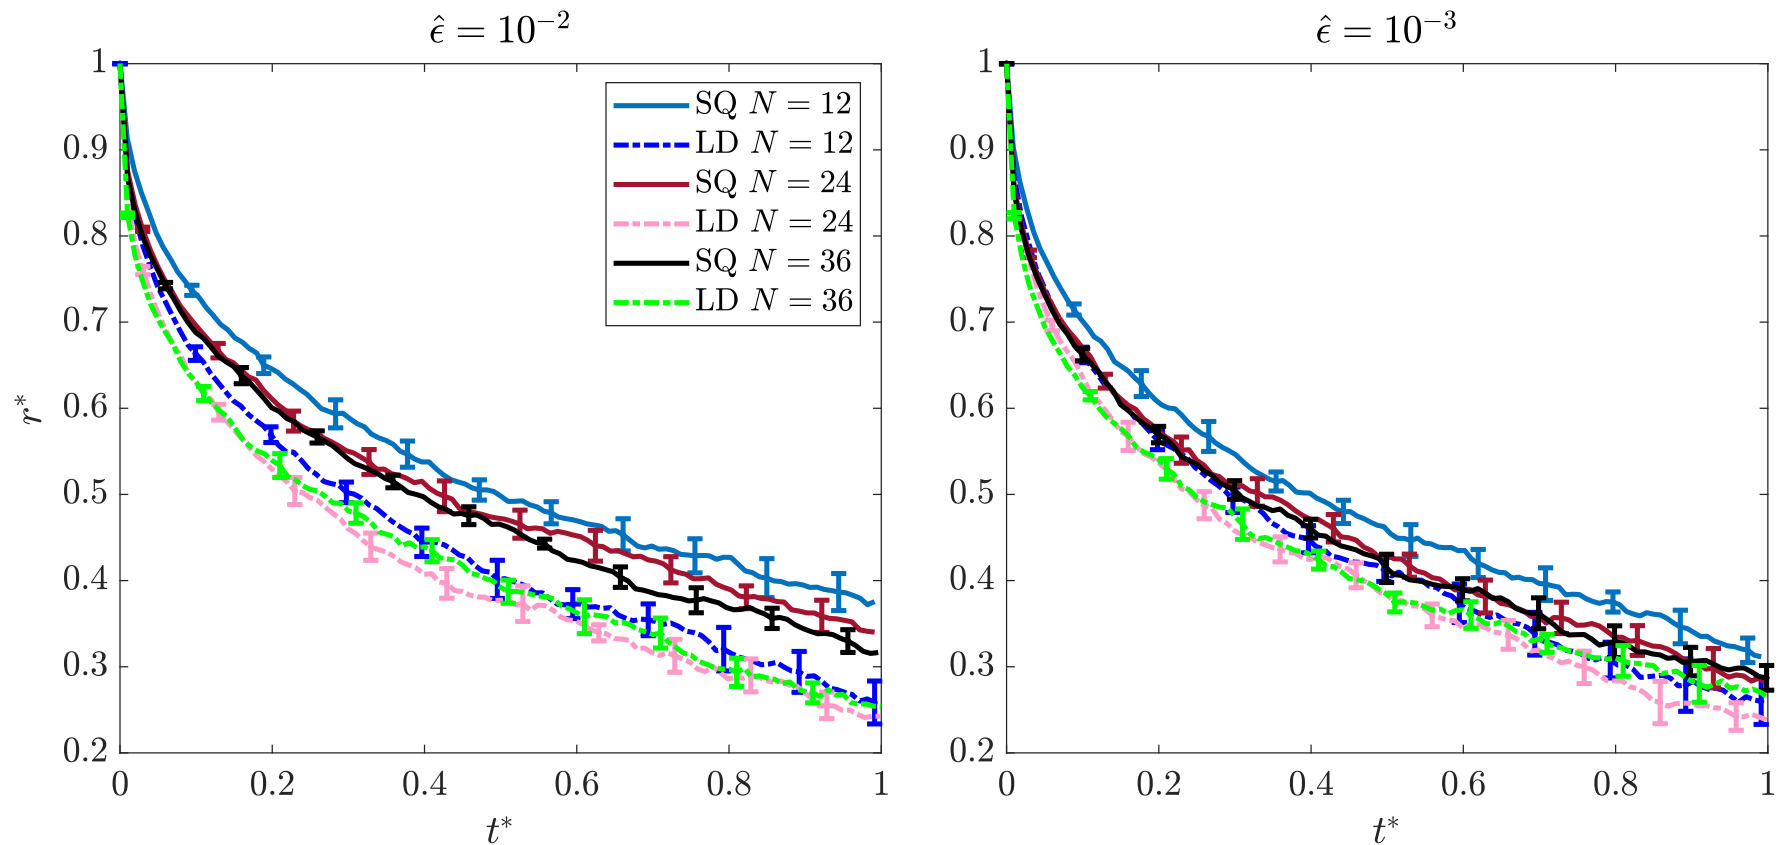 ϵ̂ = 10⁻²
1
0.9
0.8
0.7
0.6
0.5
0.4
0.3
0.2
r*
0 0.2 0.4 0.6 0.8 1
t*
SQ N = 12
LD N = 12
SQ N = 24
LD N = 24
SQ N = 36
LD N = 36
ϵ̂ = 10⁻³
1
0.9
0.8
0.7
0.6
0.5
0.4
0.3
0.2
0 0.2 0.4 0.6 0.8 1
t*